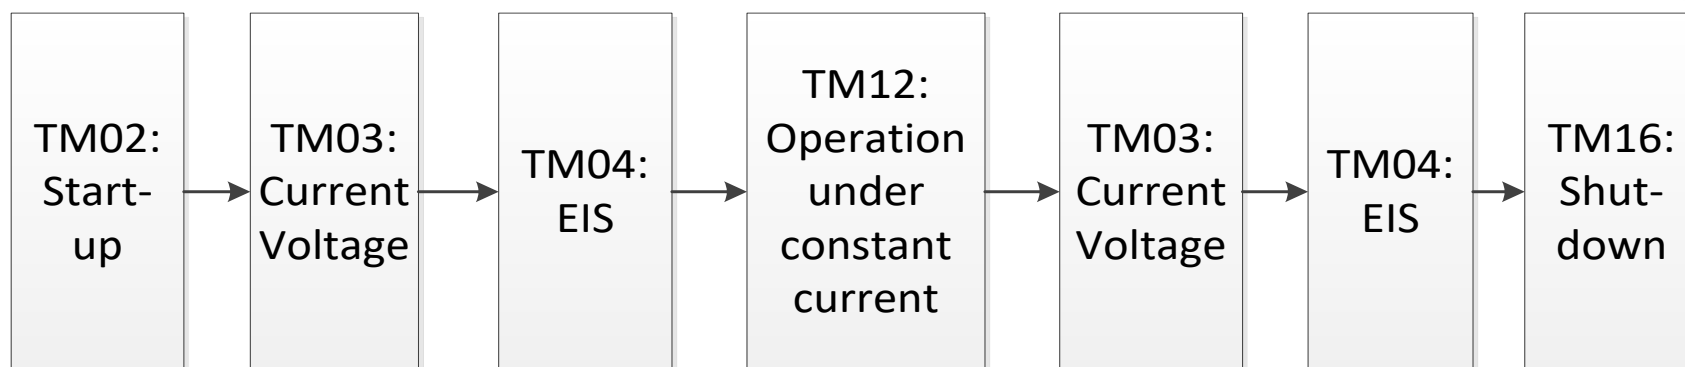 TM02:
Start-
up
TM03:
Current
Voltage
TM04:
EIS
TM12:
Operation
under
constant
current
TM03:
Current
Voltage
TM04:
EIS
TM16:
Shut-
down